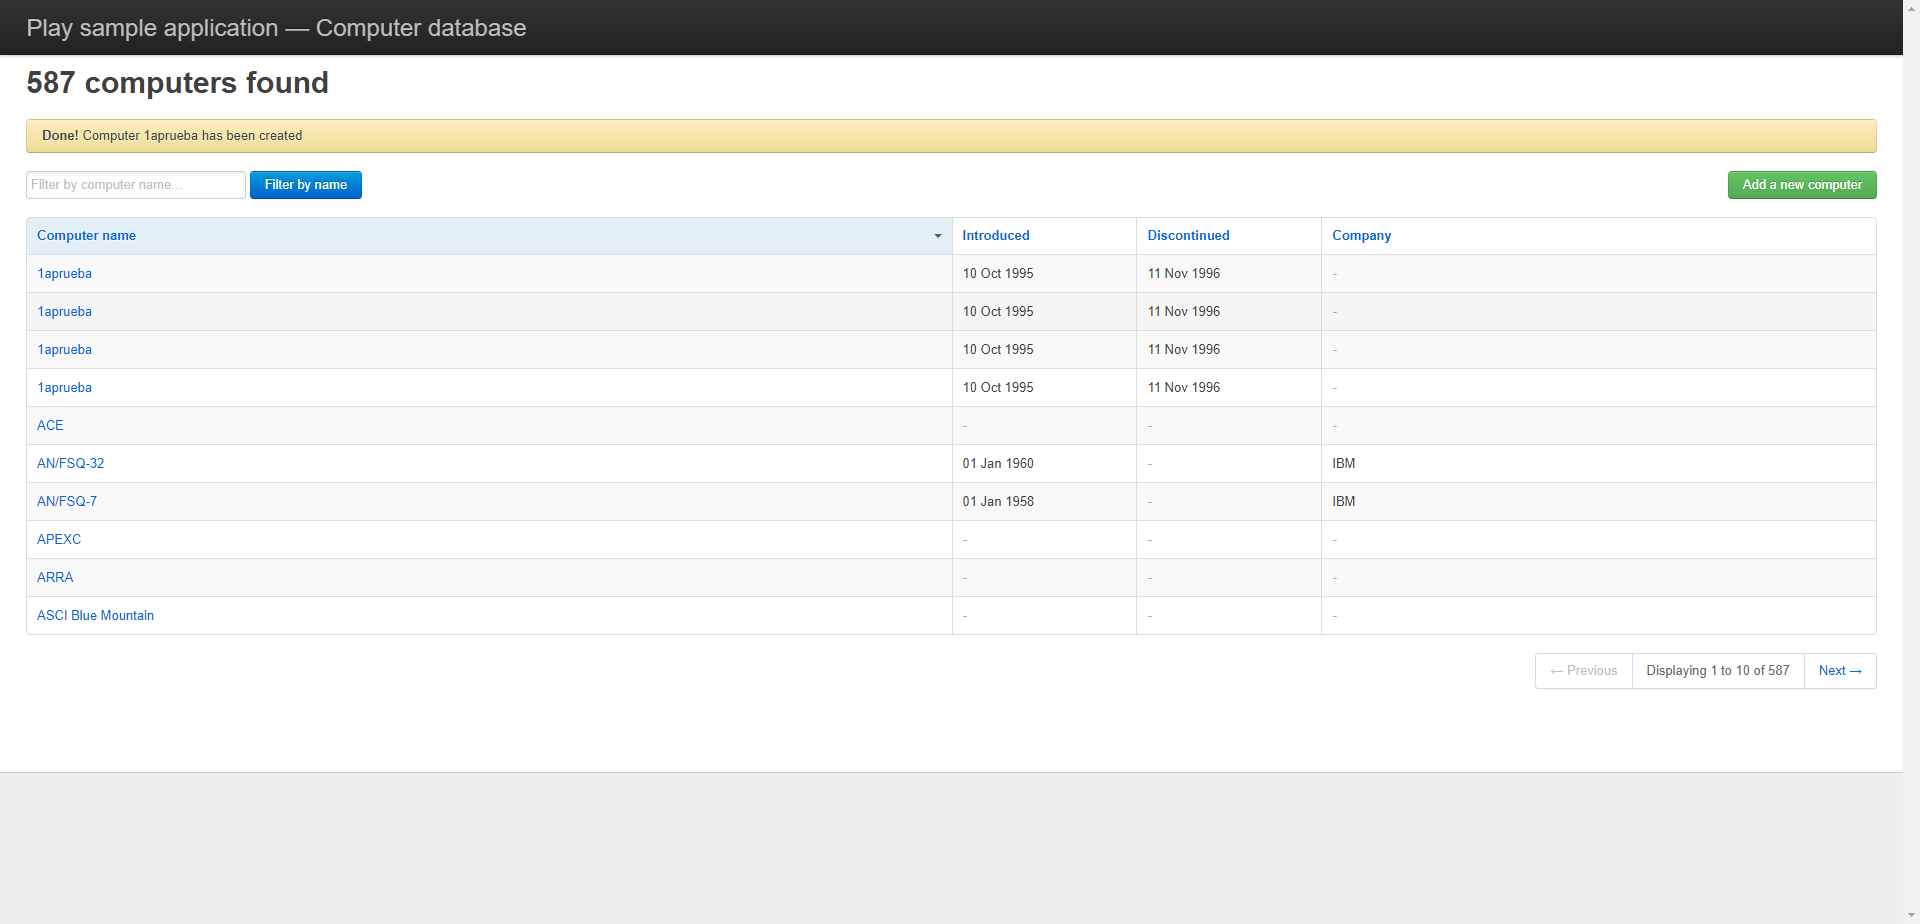 Play sample application — Computer database
587 computers found
Done! Computer 1aprueba has been created
Filter by computer name... Filter by name Add a new computer
Computer name Introduced Discontinued Company
1aprueba 10 Oct 1995 11 Nov 1996 -
1aprueba 10 Oct 1995 11 Nov 1996 -
1aprueba 10 Oct 1995 11 Nov 1996 -
1aprueba 10 Oct 1995 11 Nov 1996 -
ACE - - -
AN/FSQ-32 01 Jan 1960 - IBM
AN/FSQ-7 01 Jan 1958 - IBM
APEXC - - -
ARRA - - -
ASCI Blue Mountain - - -
← Previous Displaying 1 to 10 of 587 Next →